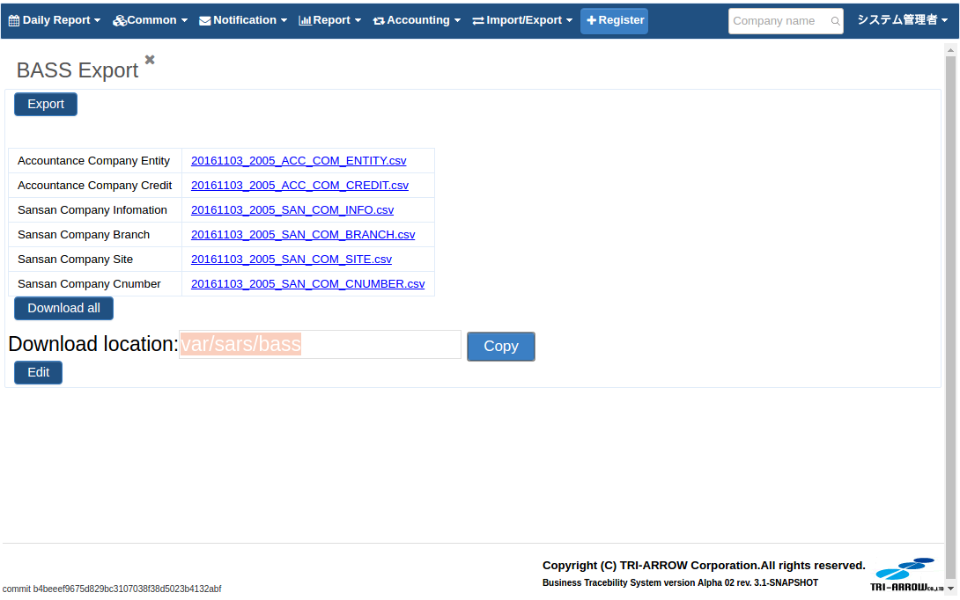 Daily Report Common Notification Report Accounting Import/Export Register Company name システム管理者
BASS Export
Export
Accountance Company Entity 20161103_2005_ACC_COM_ENTITY.csv
Accountance Company Credit 20161103_2005_ACC_COM_CREDIT.csv
Sansan Company Infomation 20161103_2005_SAN_COM_INFO.csv
Sansan Company Branch 20161103_2005_SAN_COM_BRANCH.csv
Sansan Company Site 20161103_2005_SAN_COM_SITE.csv
Sansan Company Cnumber 20161103_2005_SAN_COM_CNUMBER.csv
Download all
Download location: var/sars/bass Copy
Edit
Copyright (C) TRI-ARROW Corporation.All rights reserved.
Business Tracebility System version Alpha 02 rev. 3.1-SNAPSHOT
TRI-ARROW
commit b4beeef9675d829bc3107038f38d5023b4132abf